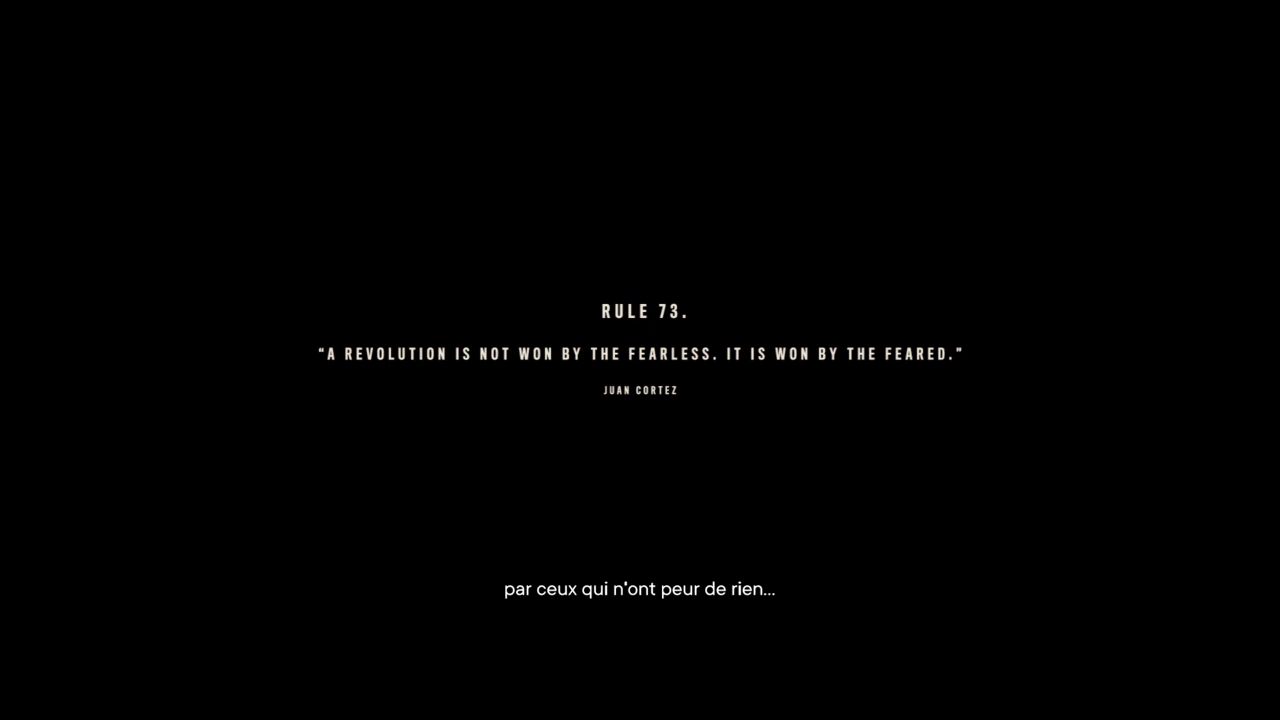 RULE 73.
“A REVOLUTION IS NOT WON BY THE FEARLESS. IT IS WON BY THE FEARED.”
JUAN CORTEZ
par ceux qui n'ont peur de rien...